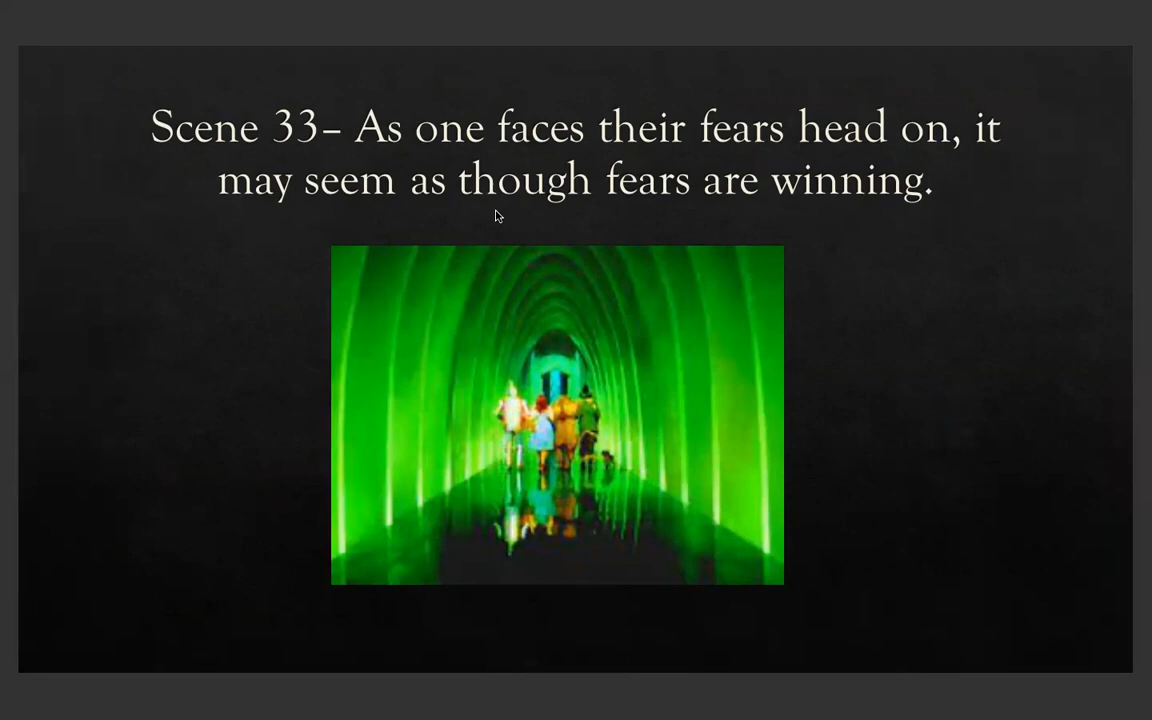 Scene 33– As one faces their fears head on, it
may seem as though fears are winning.